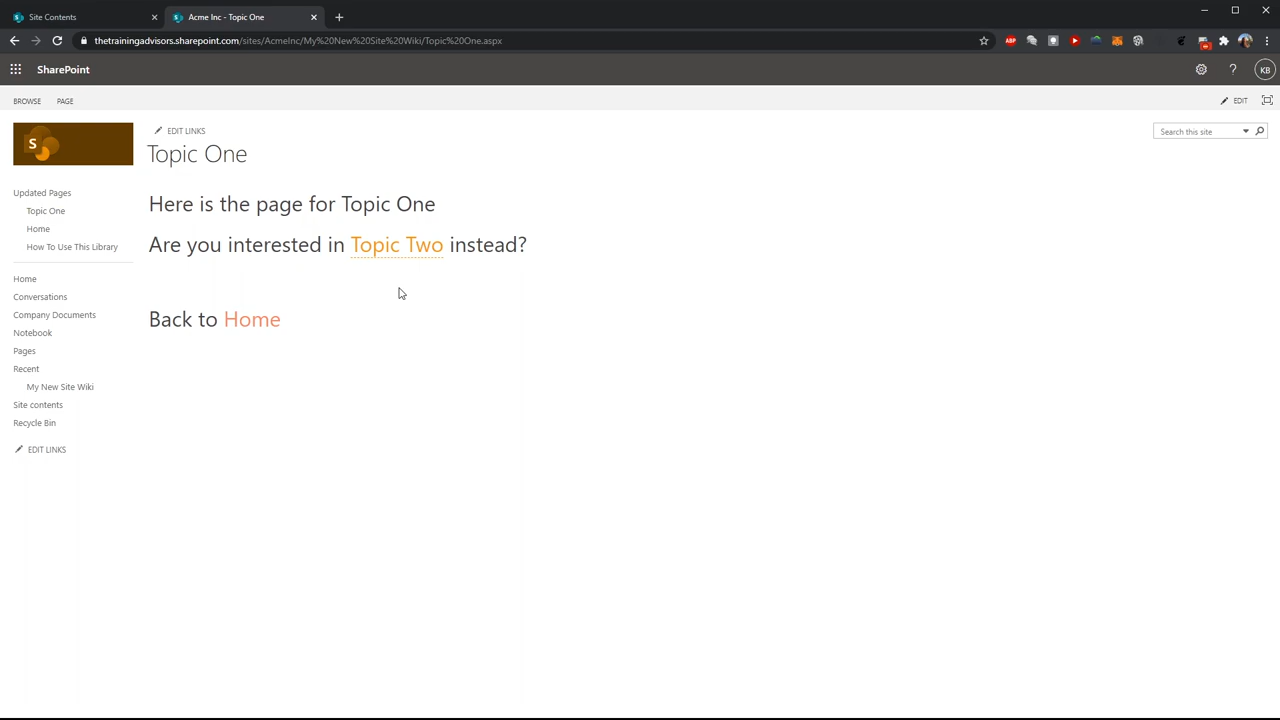 Site Contents
Acme Inc - Topic One
thetrainingadvisors.sharepoint.com/sites/AcmeInc/My%20New%20Site%20Wiki/Topic%20One.aspx
ABP
SharePoint
?
KB
BROWSE
PAGE
EDIT
S
EDIT LINKS
Search this site
Topic One
Updated Pages
Topic One
Home
How To Use This Library
Home
Conversations
Company Documents
Notebook
Pages
Recent
My New Site Wiki
Site contents
Recycle Bin
EDIT LINKS
Here is the page for Topic One
Are you interested in Topic Two instead?
Back to Home